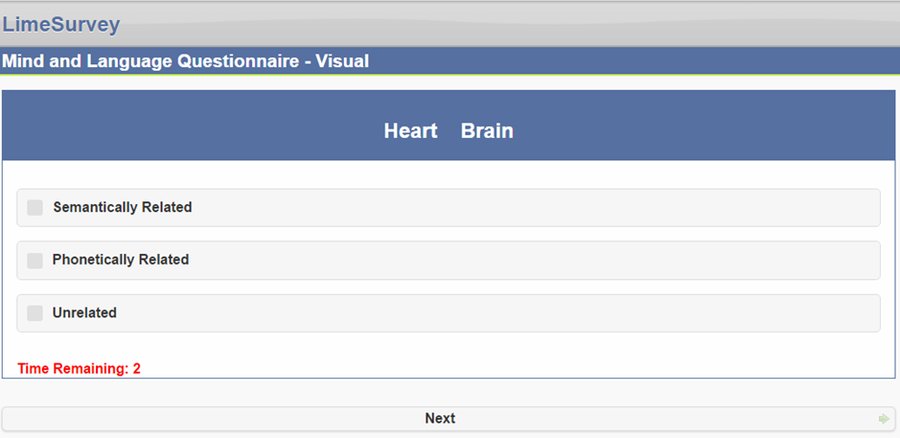 LimeSurvey
Mind and Language Questionnaire - Visual
Heart Brain
Semantically Related
Phonetically Related
Unrelated
Time Remaining: 2
Next